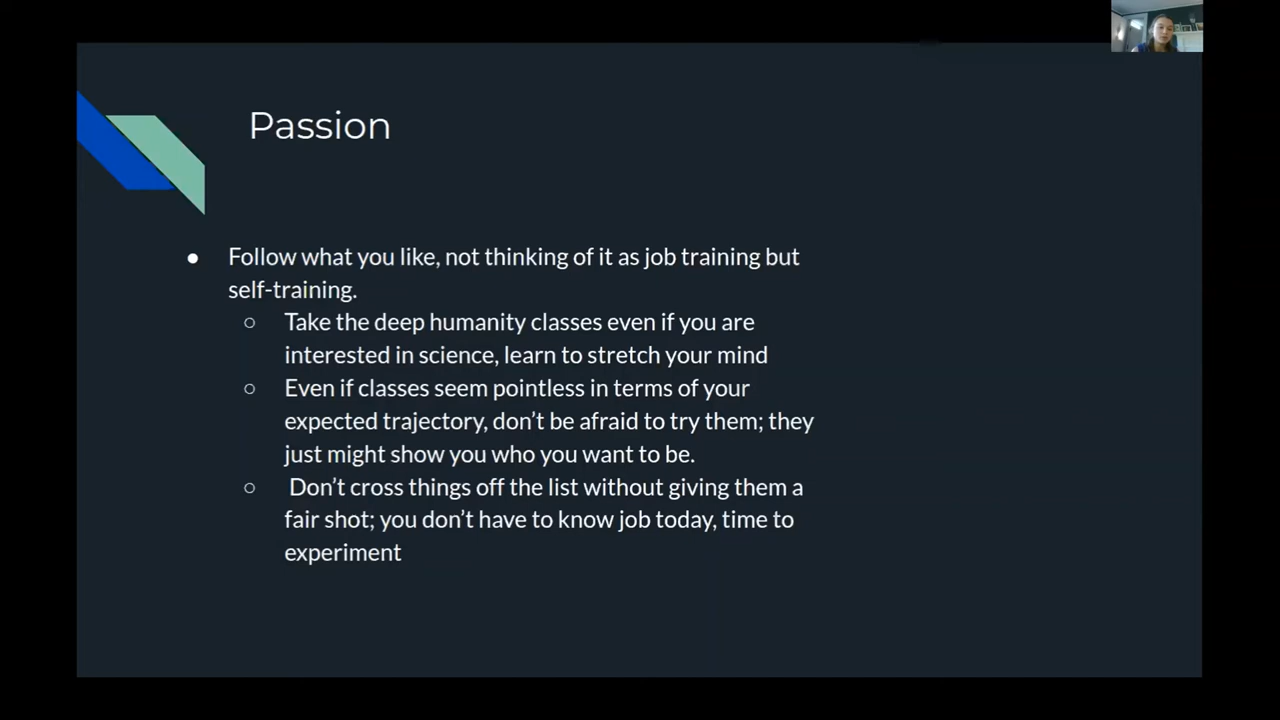 Passion
● Follow what you like, not thinking of it as job training but
self-training.
○ Take the deep humanity classes even if you are
interested in science, learn to stretch your mind
○ Even if classes seem pointless in terms of your
expected trajectory, don’t be afraid to try them; they
just might show you who you want to be.
○ Don’t cross things off the list without giving them a
fair shot; you don’t have to know job today, time to
experiment